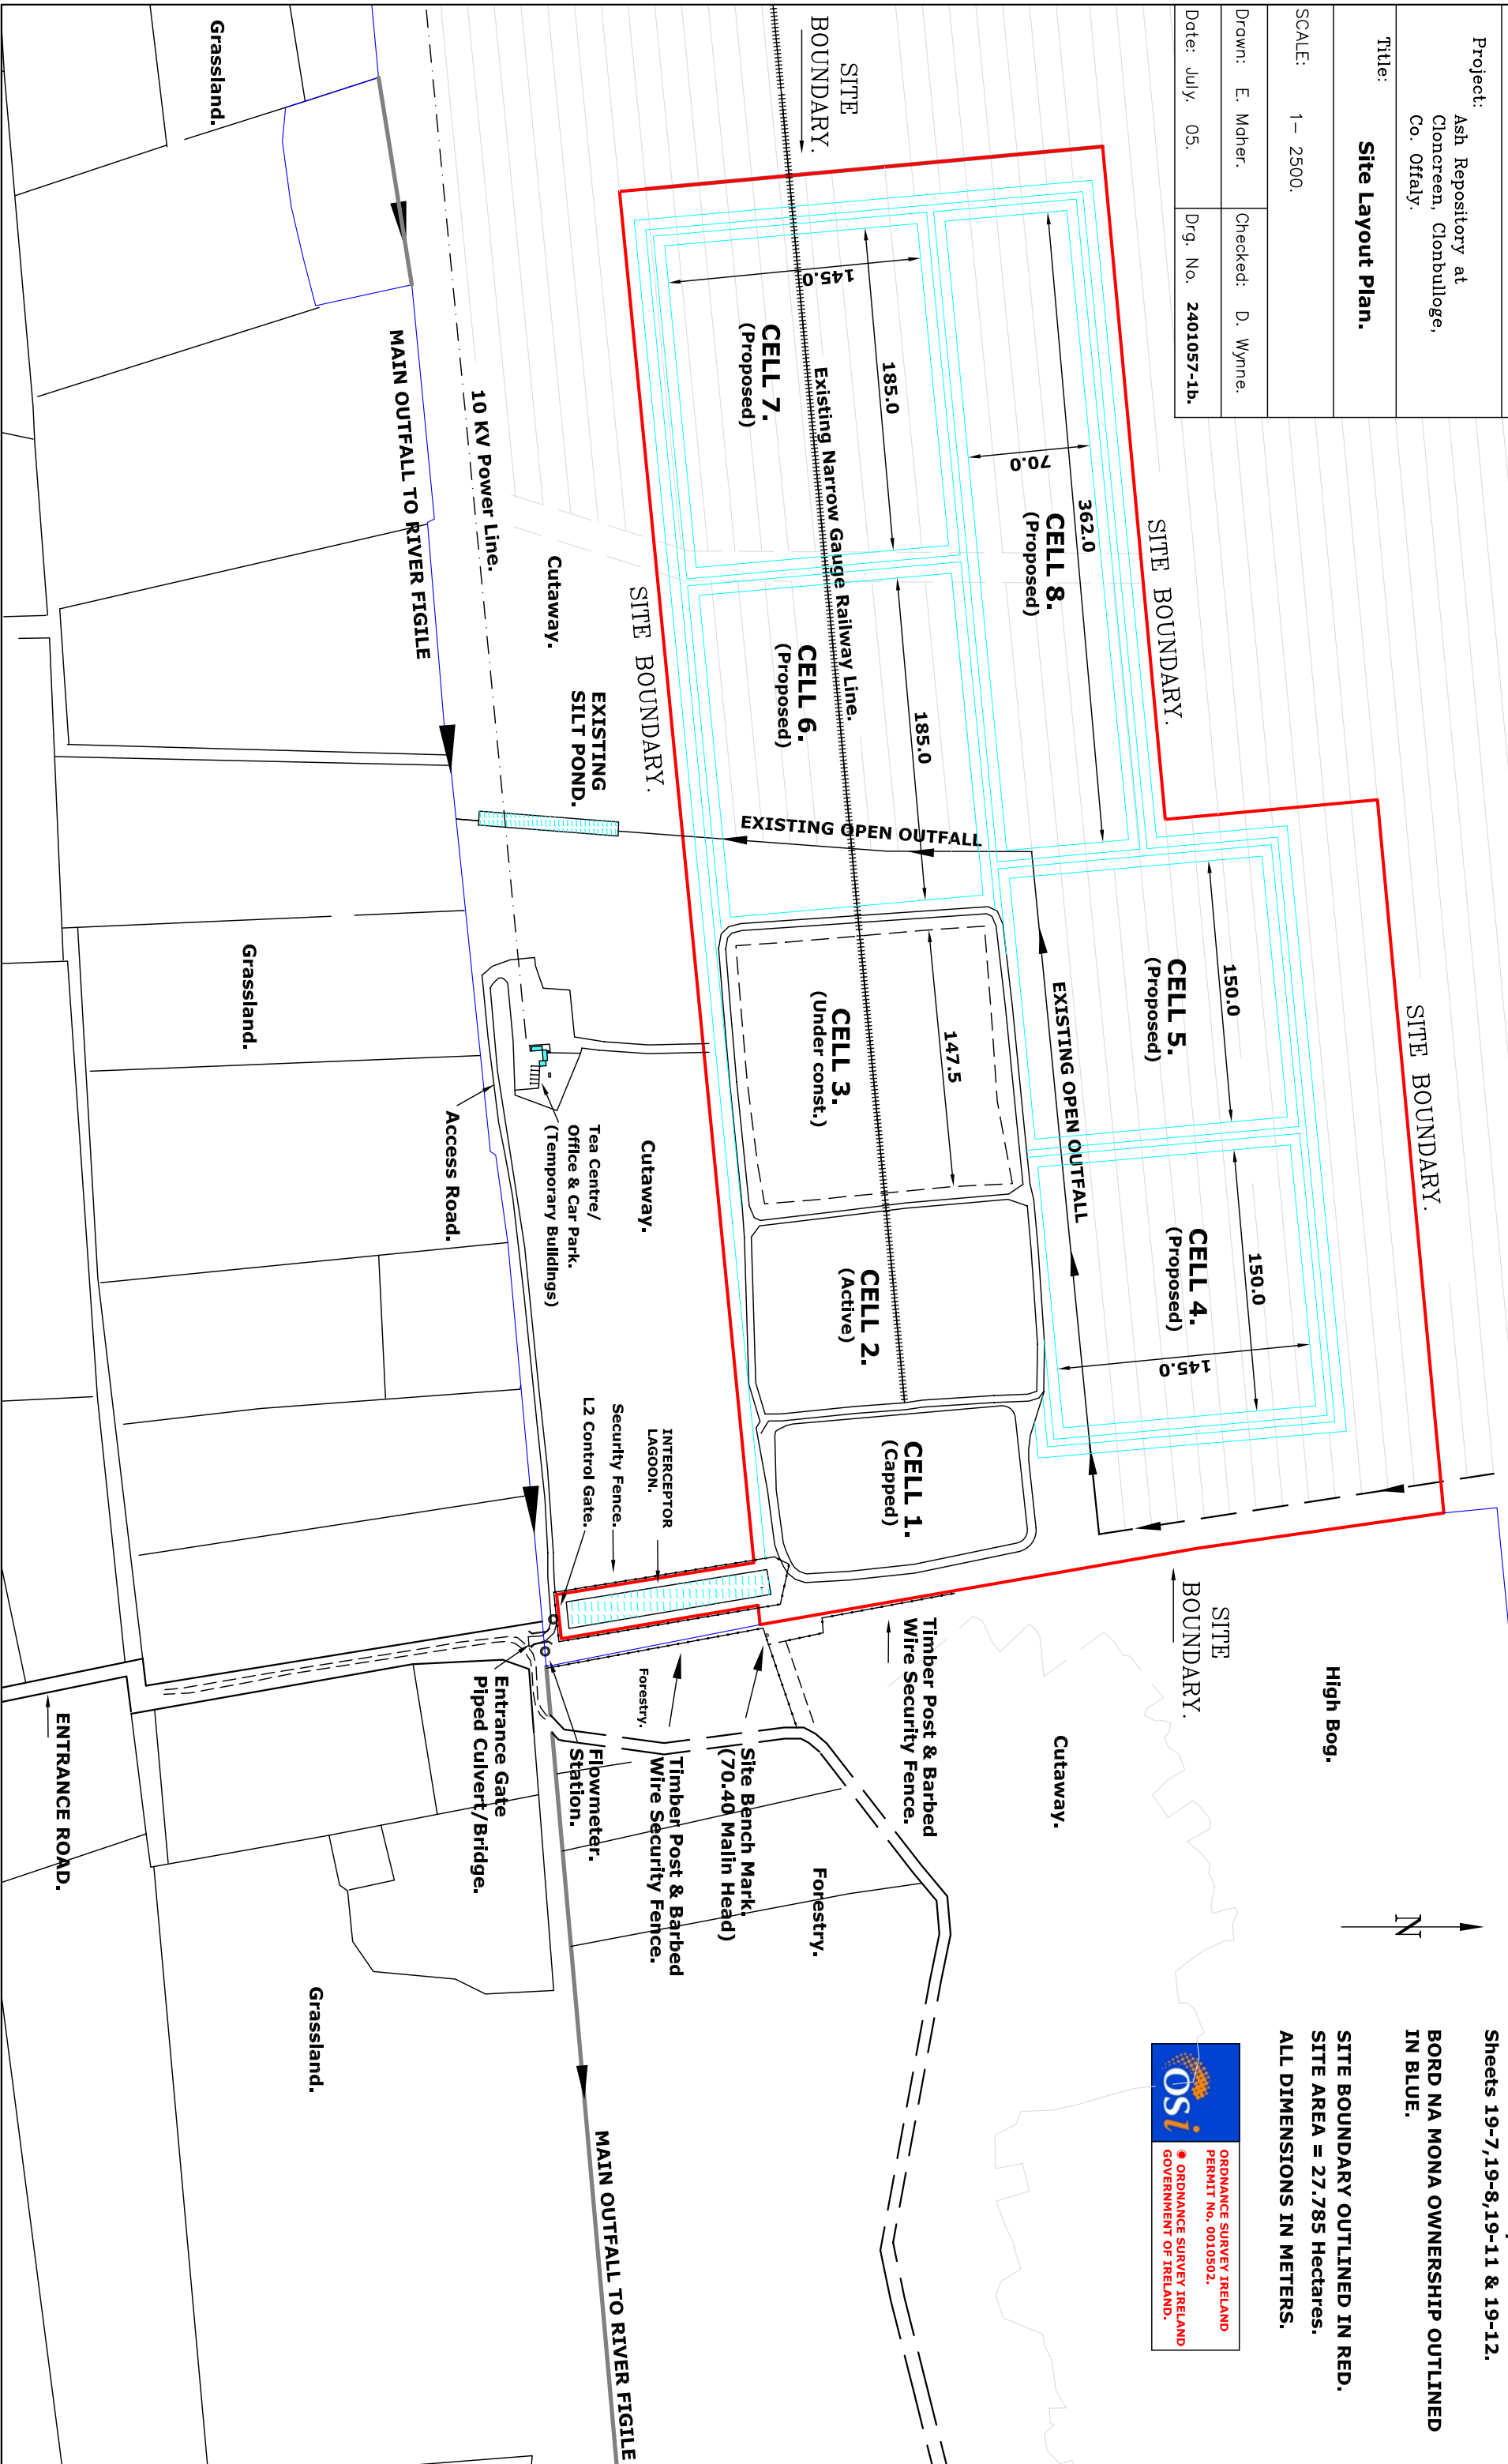 Sheets 19-7,19-8,19-11 & 19-12.
BORD NA MONA OWNERSHIP OUTLINED
IN BLUE.
SITE BOUNDARY OUTLINED IN RED.
SITE AREA = 27.785 Hectares.
ALL DIMENSIONS IN METERS.
OSi
ORDNANCE SURVEY IRELAND
PERMIT No. 0010502.
© ORDNANCE SURVEY IRELAND
GOVERNMENT OF IRELAND.
N
Project:
Ash Repository at
Cloncreen, Clonbulloge,
Co. Offaly.
Title:
Site Layout Plan.
SCALE: 1- 2500.
Drawn: E. Maher.
Checked: D. Wynne.
Date: July. 05.
Drg. No. 2401057-1b.
SITE
BOUNDARY.
SITE BOUNDARY.
SITE BOUNDARY.
SITE BOUNDARY.
SITE
BOUNDARY.
High Bog.
CELL 8.
(Proposed)
362.0
70.0
CELL 7.
(Proposed)
185.0
145.0
CELL 6.
(Proposed)
185.0
Existing Narrow Gauge Railway Line.
CELL 5.
(Proposed)
150.0
CELL 4.
(Proposed)
150.0
145.0
EXISTING OPEN OUTFALL
EXISTING OPEN OUTFALL
CELL 3.
(Under const.)
147.5
CELL 2.
(Active)
CELL 1.
(Capped)
Cutaway.
Timber Post & Barbed
Wire Security Fence.
Forestry.
Site Bench Mark.
(70.40 Malin Head)
Timber Post & Barbed
Wire Security Fence.
Forestry.
Flowmeter.
Station.
Entrance Gate
Piped Culvert/Bridge.
INTERCEPTOR
LAGOON.
Security Fence.
L2 Control Gate.
Cutaway.
Tea Centre/
Office & Car Park.
(Temporary Buildings)
Access Road.
EXISTING
SILT POND.
Cutaway.
10 KV Power Line.
MAIN OUTFALL TO RIVER FIGILE
MAIN OUTFALL TO RIVER FIGILE
Grassland.
Grassland.
Grassland.
ENTRANCE ROAD.